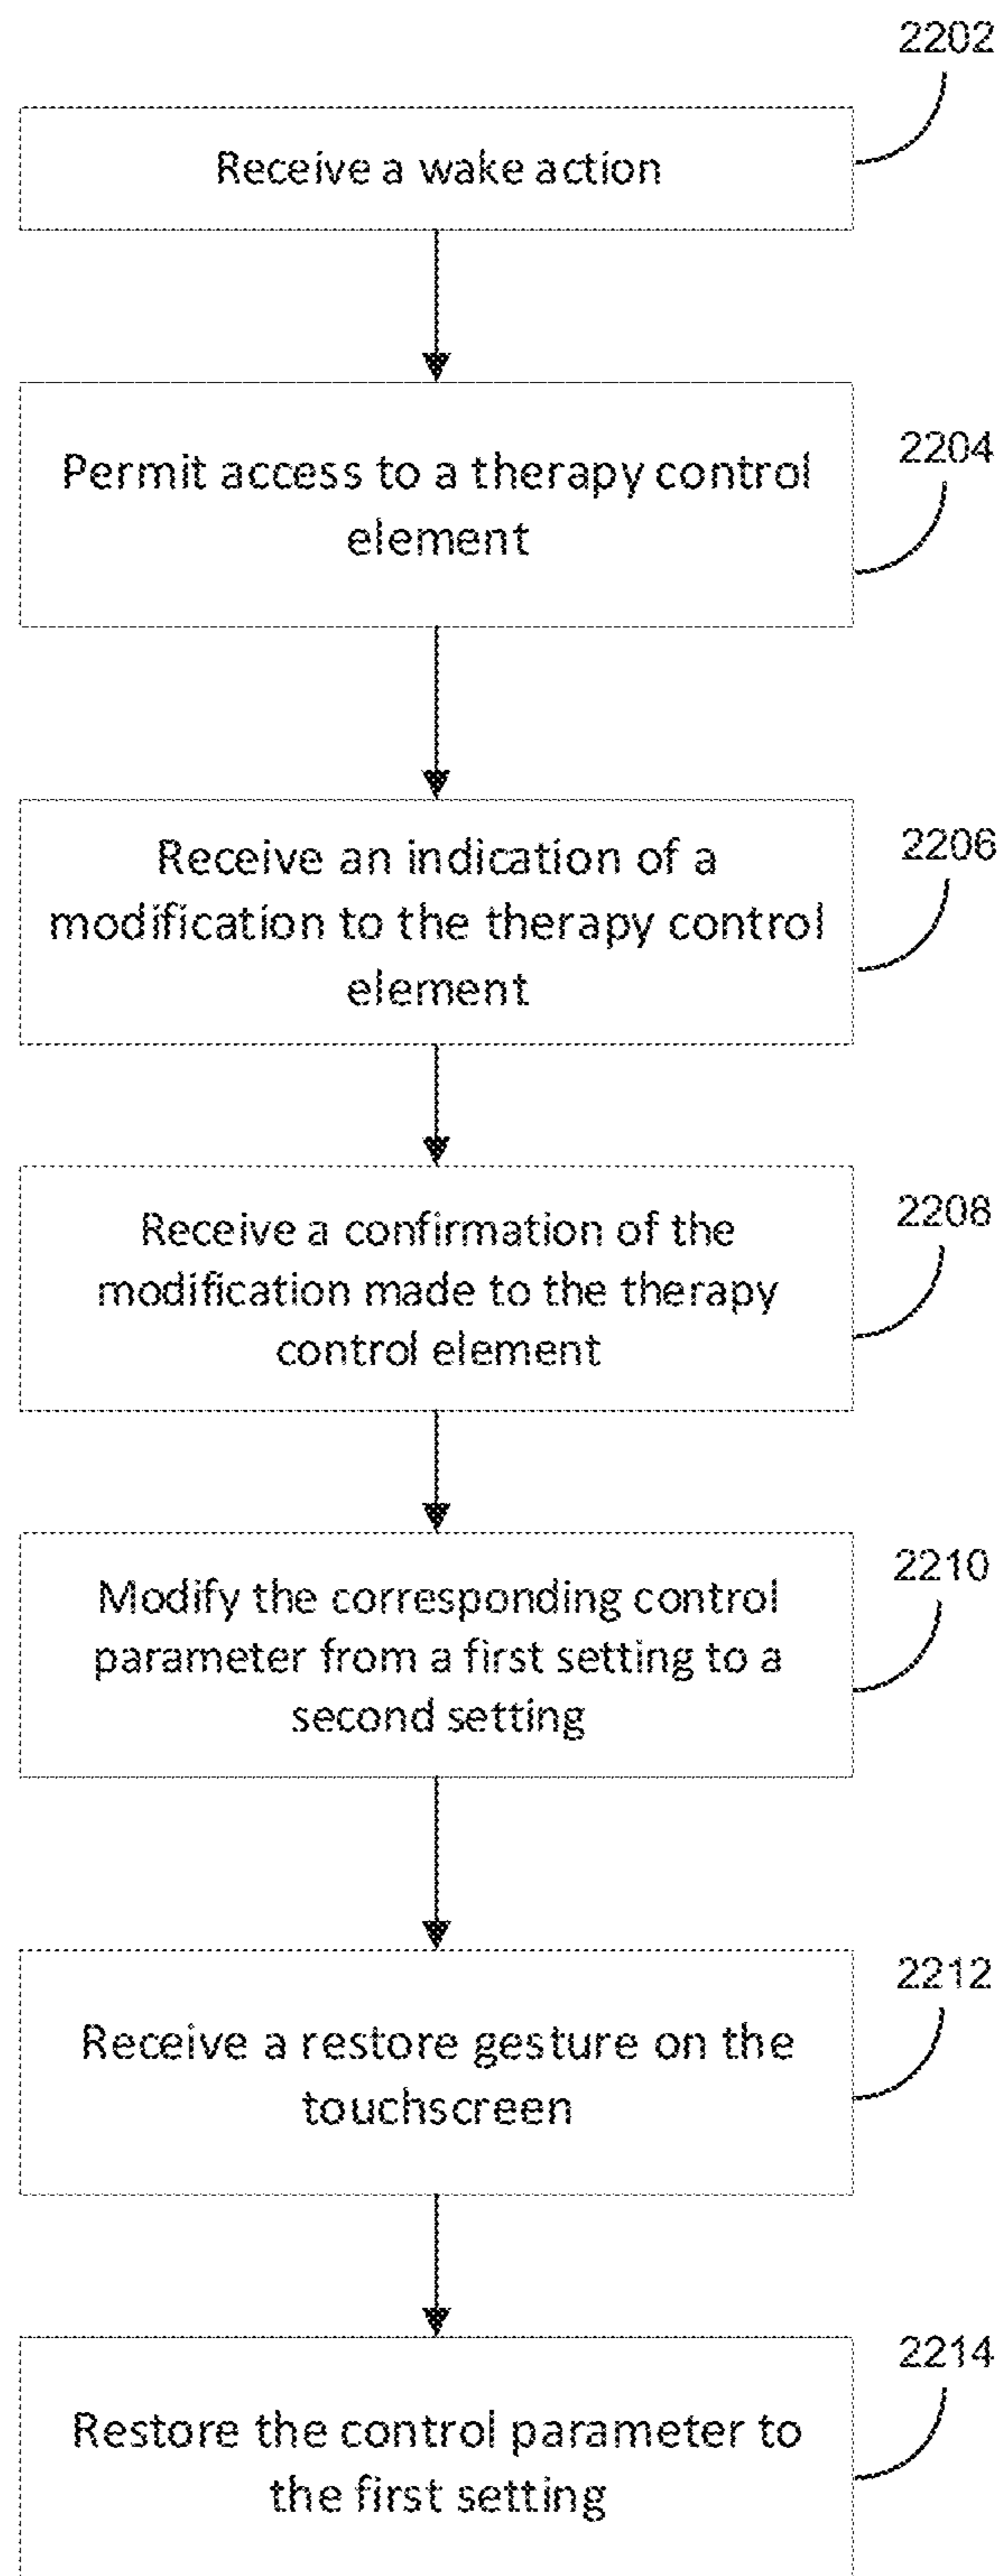 2202
Receive a wake action
2204
Permit access to a therapy control
element
2206
Receive an indication of a
modification to the therapy control
element
2208
Receive a confirmation of the
modification made to the therapy
control element
2210
Modify the corresponding control
parameter from a first setting to a
second setting
2212
Receive a restore gesture on the
touchscreen
2214
Restore the control parameter to
the first setting